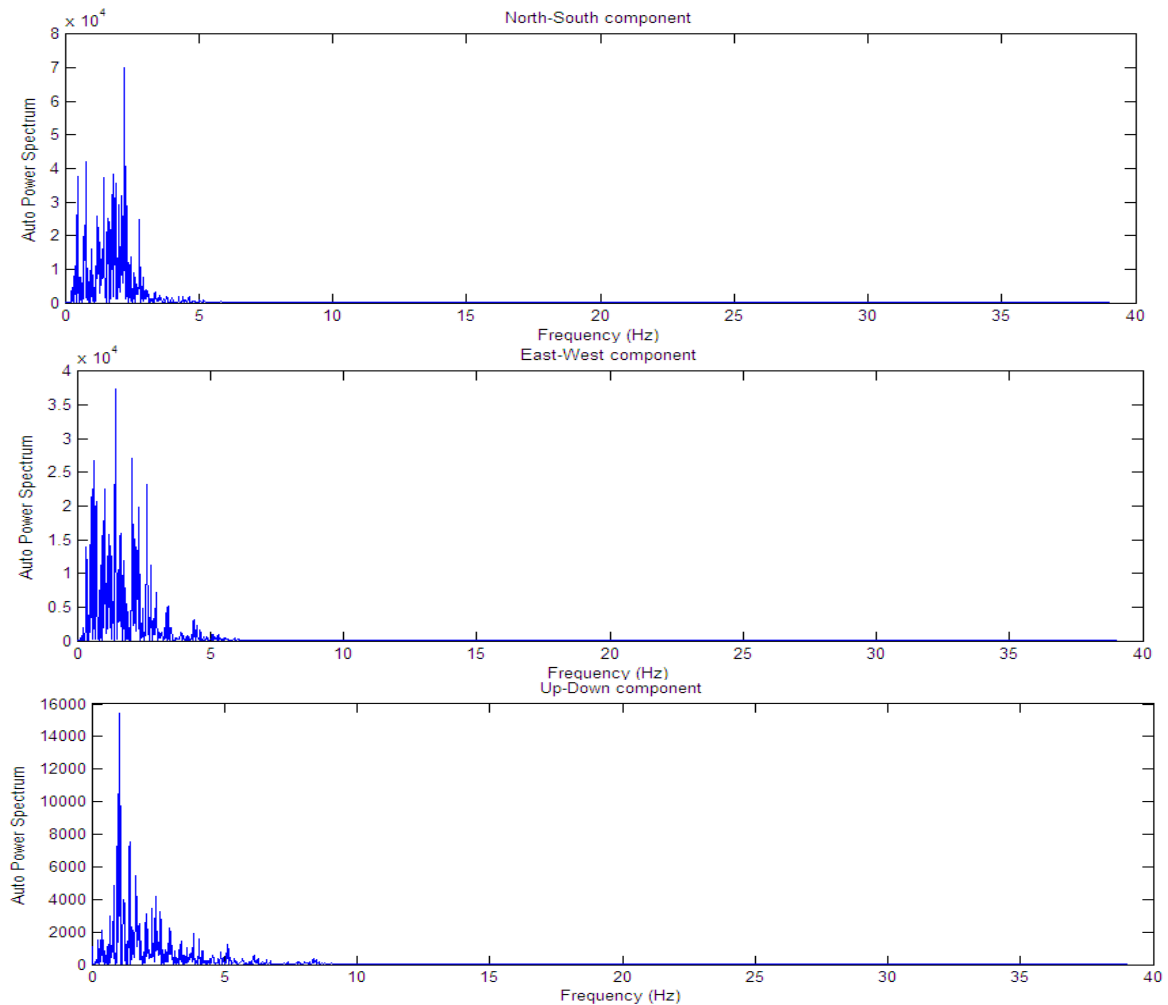 North-South component
× 10^4
8
7
6
5
4
3
2
1
0
Auto Power Spectrum
0 5 10 15 20 25 30 35 40
Frequency (Hz)
East-West component
× 10^4
4
3.5
3
2.5
2
1.5
1
0.5
0
Auto Power Spectrum
0 5 10 15 20 25 30 35 40
Frequency (Hz)
Up-Down component
16000
14000
12000
10000
8000
6000
4000
2000
0
Auto Power Spectrum
0 5 10 15 20 25 30 35 40
Frequency (Hz)